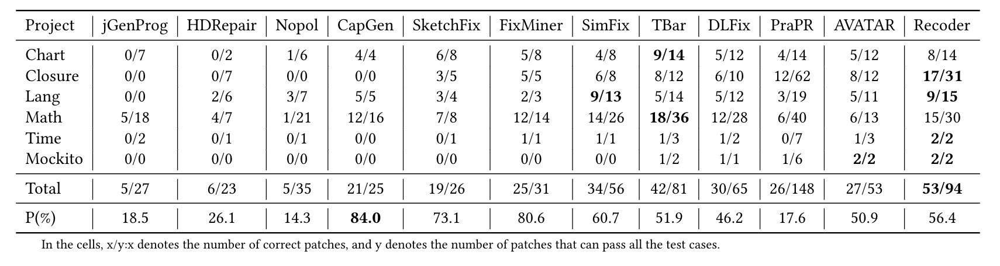 Project jGenProg HDRepair Nopol CapGen SketchFix FixMiner SimFix TBar DLFix PraPR AVATAR Recoder
Chart 0/7 0/2 1/6 4/4 6/8 5/8 4/8 9/14 5/12 4/14 5/12 8/14
Closure 0/0 0/7 0/0 0/0 3/5 5/5 6/8 8/12 6/10 12/62 8/12 17/31
Lang 0/0 2/6 3/7 5/5 3/4 2/3 9/13 5/14 5/12 3/19 5/11 9/15
Math 5/18 4/7 1/21 12/16 7/8 12/14 14/26 18/36 12/28 6/40 6/13 15/30
Time 0/2 0/1 0/1 0/0 0/1 1/1 1/1 1/3 1/2 0/7 1/3 2/2
Mockito 0/0 0/0 0/0 0/0 0/0 0/0 0/0 1/2 1/1 1/6 2/2 2/2
Total 5/27 6/23 5/35 21/25 19/26 25/31 34/56 42/81 30/65 26/148 27/53 53/94
P(%) 18.5 26.1 14.3 84.0 73.1 80.6 60.7 51.9 46.2 17.6 50.9 56.4
In the cells, x/y:x denotes the number of correct patches, and y denotes the number of patches that can pass all the test cases.